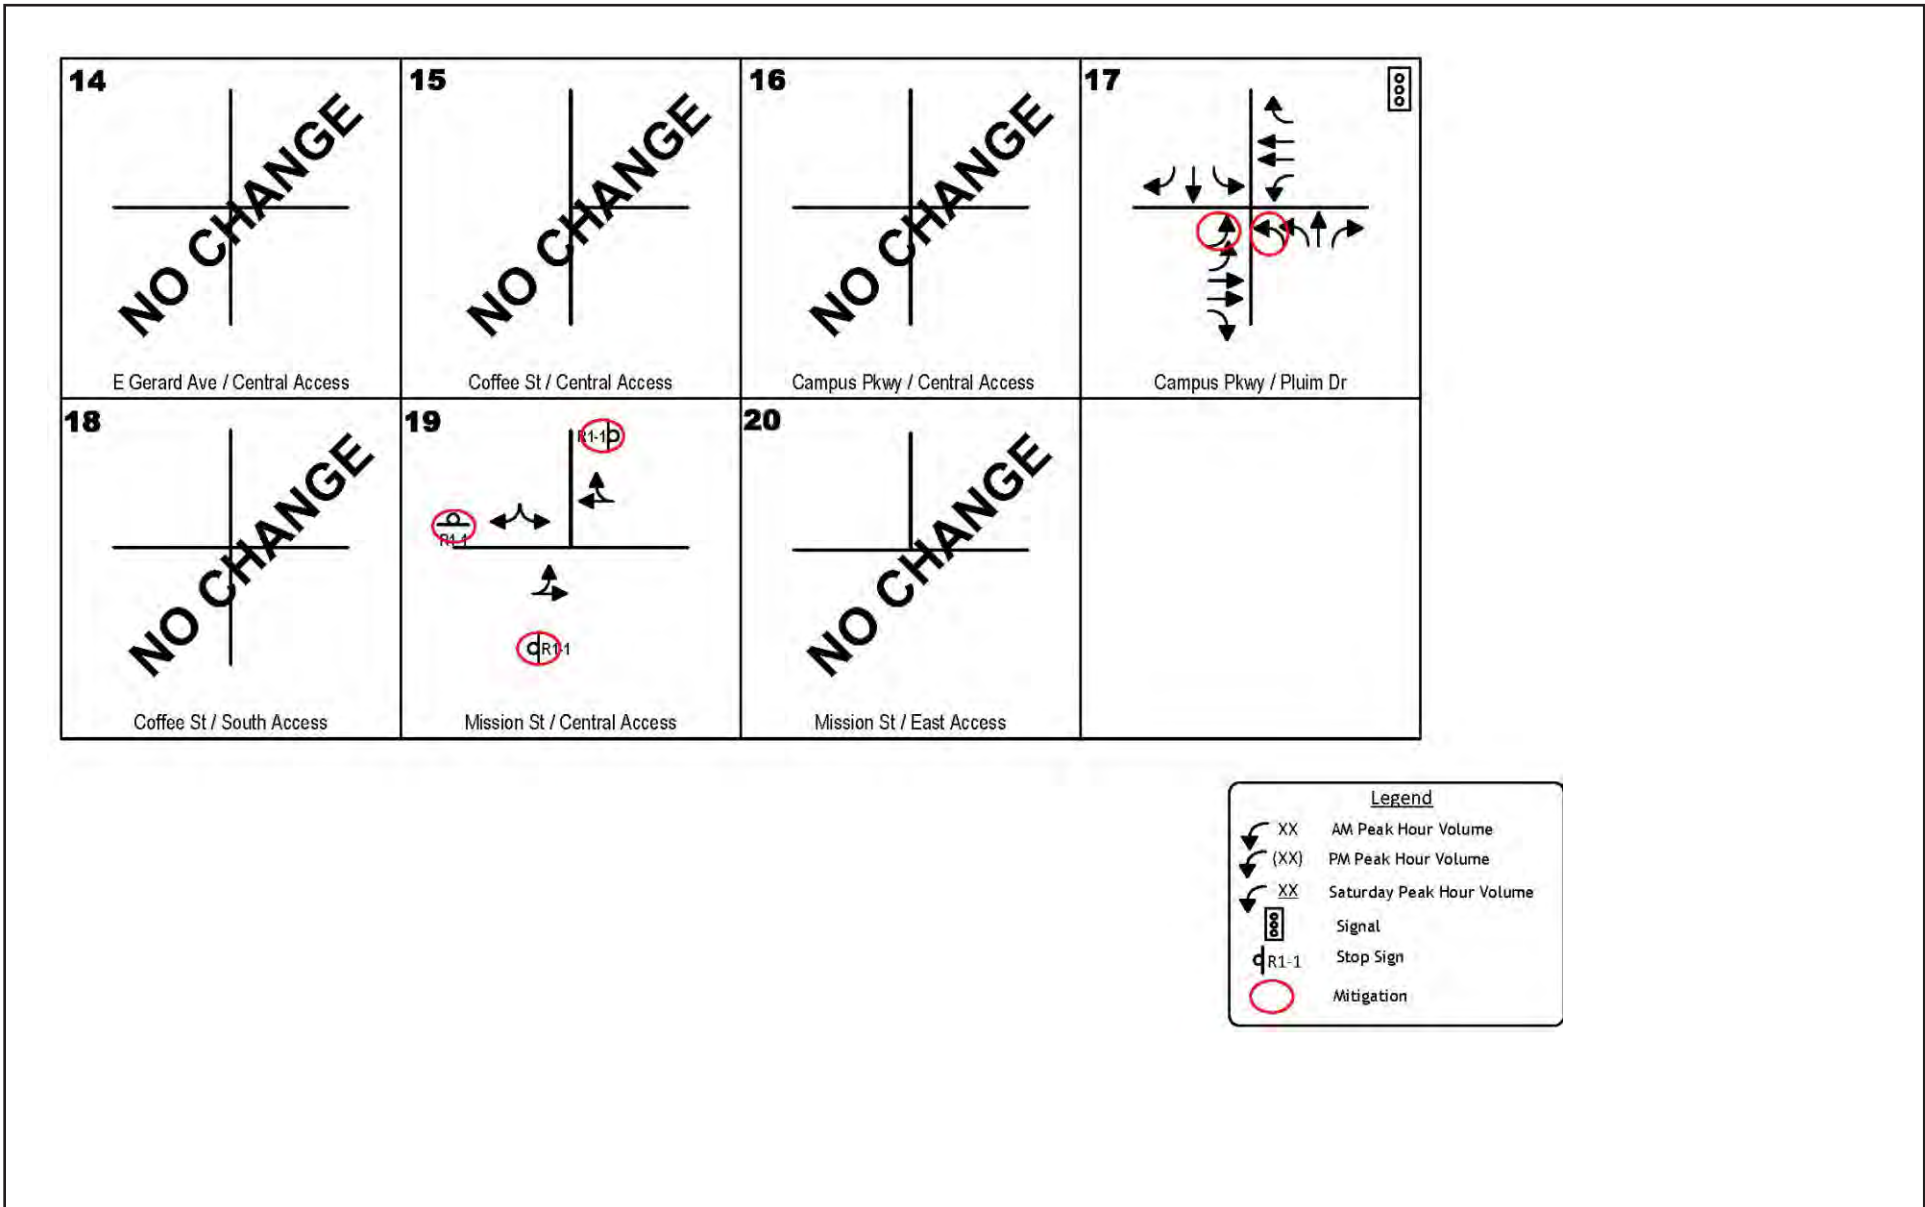 14
NO CHANGE
E Gerard Ave / Central Access
15
NO CHANGE
Coffee St / Central Access
16
NO CHANGE
Campus Pkwy / Central Access
17
Campus Pkwy / Pluim Dr
18
NO CHANGE
Coffee St / South Access
19
R1-1
R1-1
R1-1
Mission St / Central Access
20
NO CHANGE
Mission St / East Access
Legend
XX AM Peak Hour Volume
(XX) PM Peak Hour Volume
XX Saturday Peak Hour Volume
Signal
R1-1 Stop Sign
Mitigation